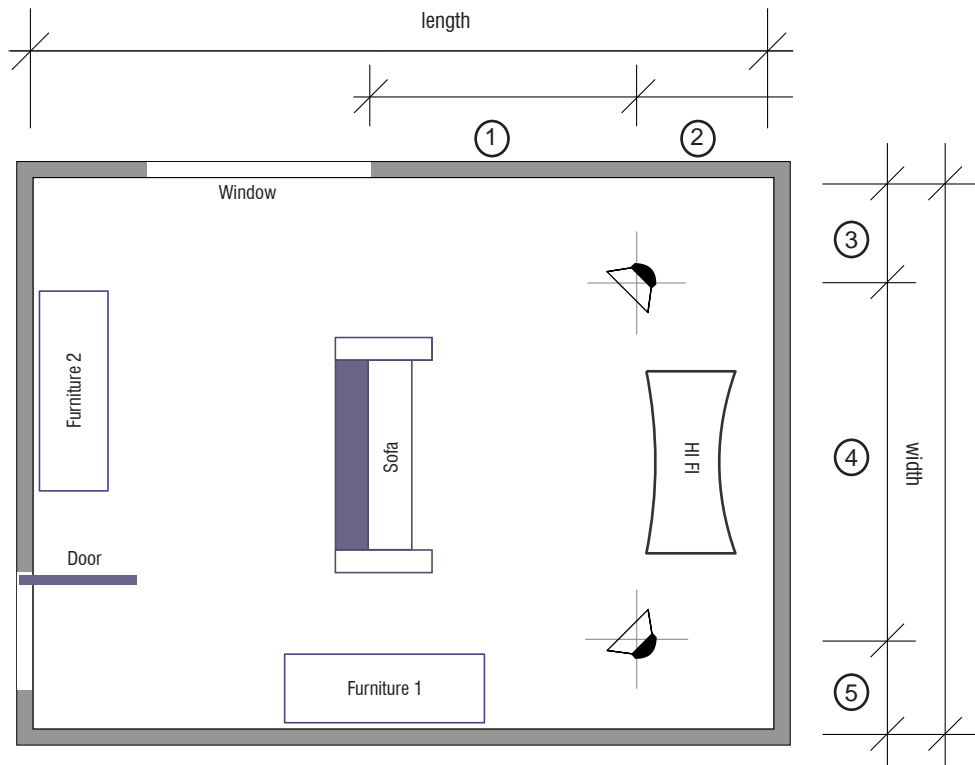 length
1
2
Window
3
Furniture 2
Sofa
HI FI
4
width
Door
Furniture 1
5